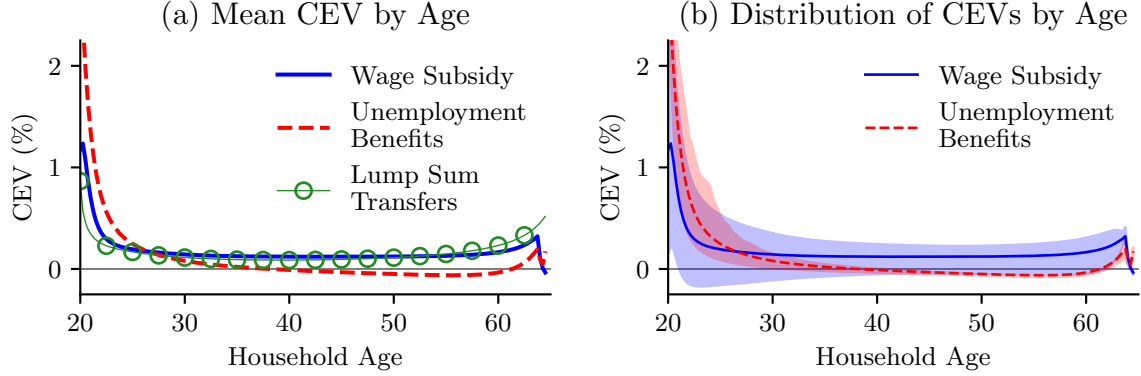 (a) Mean CEV by Age
CEV (%)
2
1
0
Wage Subsidy
Unemployment
Benefits
Lump Sum
Transfers
20 30 40 50 60
Household Age
(b) Distribution of CEVs by Age
CEV (%)
2
1
0
Wage Subsidy
Unemployment
Benefits
20 30 40 50 60
Household Age